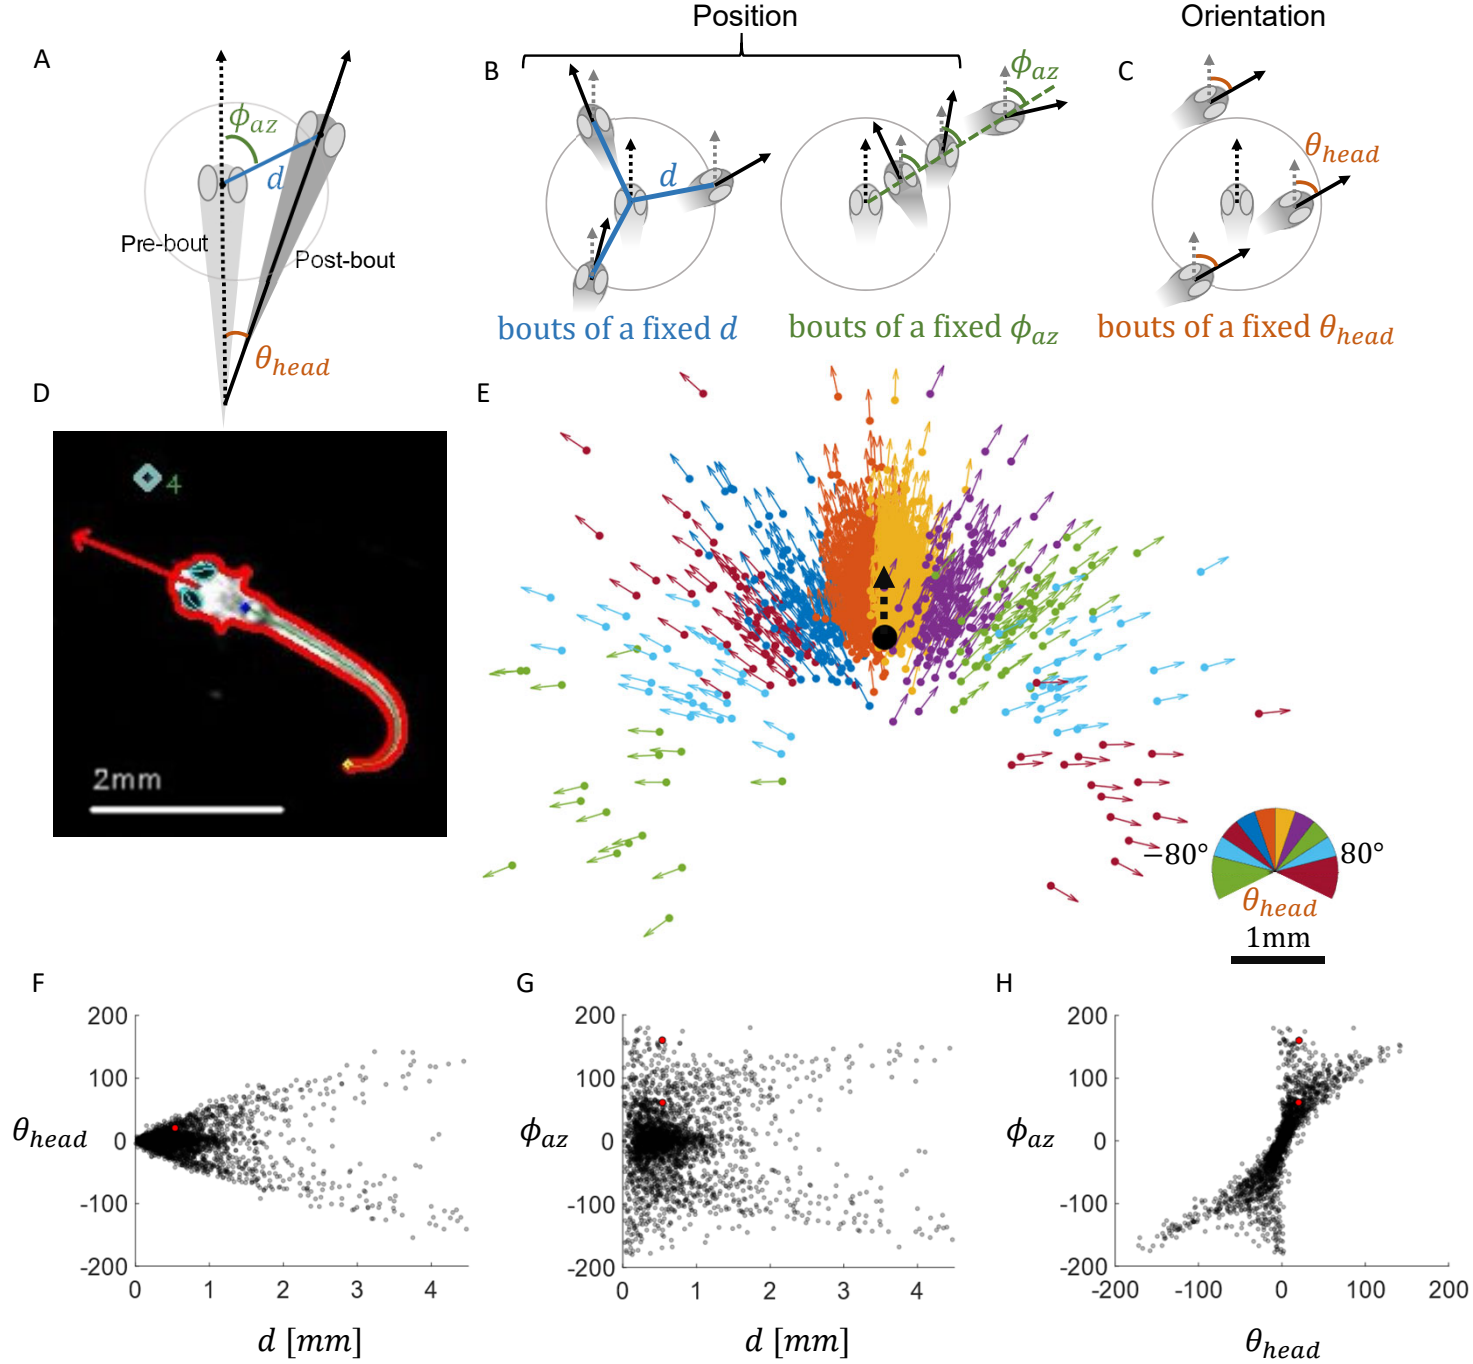 Position
Orientation
A
ϕaz
d
Pre-bout
Post-bout
θhead
B
d
bouts of a fixed d
ϕaz
bouts of a fixed ϕaz
C
θhead
bouts of a fixed θhead
D
4
2mm
E
−80°
80°
θhead
1mm
F
200
100
θhead
0
-100
-200
0
1
2
3
4
d [mm]
G
200
100
ϕaz
0
-100
-200
0
1
2
3
4
d [mm]
H
200
100
ϕaz
0
-100
-200
-200
-100
0
100
200
θhead